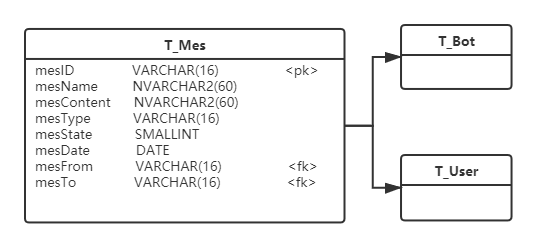 T_Mes
mesID VARCHAR(16) <pk>
mesName NVARCHAR2(60)
mesContent NVARCHAR2(60)
mesType VARCHAR(16)
mesState SMALLINT
mesDate DATE
mesFrom VARCHAR(16) <fk>
mesTo VARCHAR(16) <fk>
T_Bot
T_User